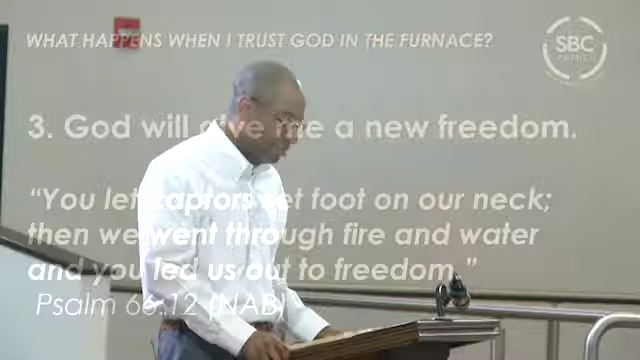 WHAT HAPPENS WHEN I TRUST GOD IN THE FURNACE?
SBC
3. God will give me a new freedom.
“You let captors set foot on our neck;
then we went through fire and water
and you led us out to freedom.”
Psalm 66:12 (NAB)